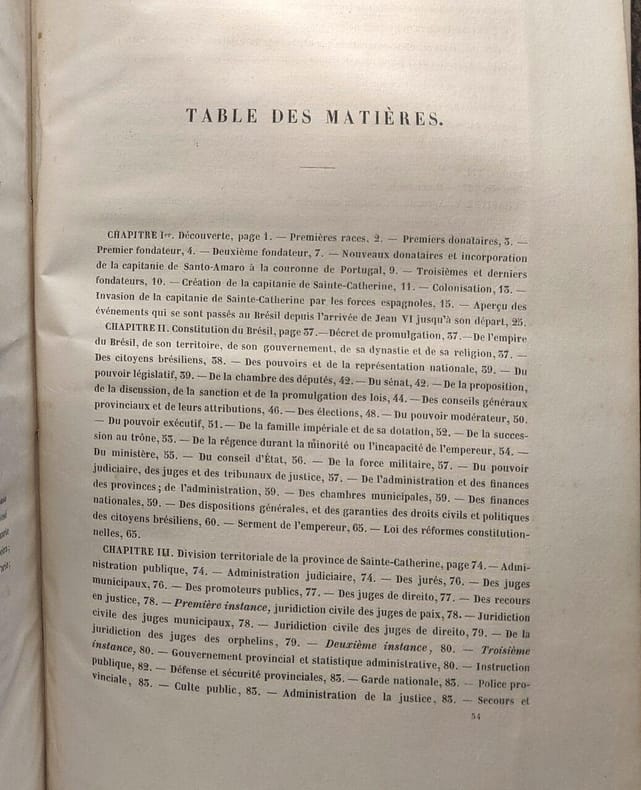 TABLE DES MATIÈRES.
CHAPITRE Ier. Découverte, page 1. — Premières races, 2. — Premiers donataires, 3. —
Premier fondateur, 4. — Deuxième fondateur, 7. — Nouveaux donataires et incorporation
de la capitanie de Santo-Amaro à la couronne de Portugal, 9. — Troisièmes et derniers
fondateurs, 10. — Création de la capitanie de Sainte-Catherine, 11. — Colonisation, 13. —
Invasion de la capitanie de Sainte-Catherine par les forces espagnoles, 15. — Aperçu des
événements qui se sont passés au Brésil depuis l'arrivée de Jean VI jusqu'à son départ, 25.
CHAPITRE II. Constitution du Brésil, page 37. — Décret de promulgation, 37. — De l'empire
du Brésil, de son territoire, de son gouvernement, de sa dynastie et de sa religion, 37. —
Des citoyens brésiliens, 38. — Des pouvoirs et de la représentation nationale, 39. — Du
pouvoir législatif, 39. — De la chambre des députés, 42. — Du sénat, 42. — De la proposition,
de la discussion, de la sanction et de la promulgation des lois, 44. — Des conseils généraux
provinciaux et de leurs attributions, 46. — Des élections, 48. — Du pouvoir modérateur, 50.
— Du pouvoir exécutif, 51. — De la famille impériale et de sa dotation, 52. — De la succes-
sion au trône, 53. — De la régence durant la minorité ou l'incapacité de l'empereur, 54. —
Du ministère, 55. — Du conseil d'État, 56. — De la force militaire, 57. — Du pouvoir
judiciaire, des juges et des tribunaux de justice, 57. — De l'administration et des finances
des provinces ; de l'administration, 59. — Des chambres municipales, 59. — Des finances
nationales, 59. — Des dispositions générales, et des garanties des droits civils et politiques
des citoyens brésiliens, 60. — Serment de l'empereur, 65. — Loi des réformes constitution-
nelles, 65.
CHAPITRE III. Division territoriale de la province de Sainte-Catherine, page 74. — Admi-
nistration publique, 74. — Administration judiciaire, 74. — Des jurés, 76. — Des juges
municipaux, 76. — Des promoteurs publics, 77. — Des juges de direito, 77. — Des recours
en justice, 78. — Première instance, juridiction civile des juges de paix, 78. — Juridiction
civile des juges municipaux, 78. — Juridiction civile des juges de direito, 79. — De la
juridiction des juges des orphelins, 79. — Deuxième instance, 80. — Troisième
instance, 80. — Gouvernement provincial et statistique administrative, 80. — Instruction
publique, 82. — Défense et sécurité provinciales, 83. — Garde nationale, 83. — Police pro-
vinciale, 83. — Culte public, 83. — Administration de la justice, 83. — Secours et
54